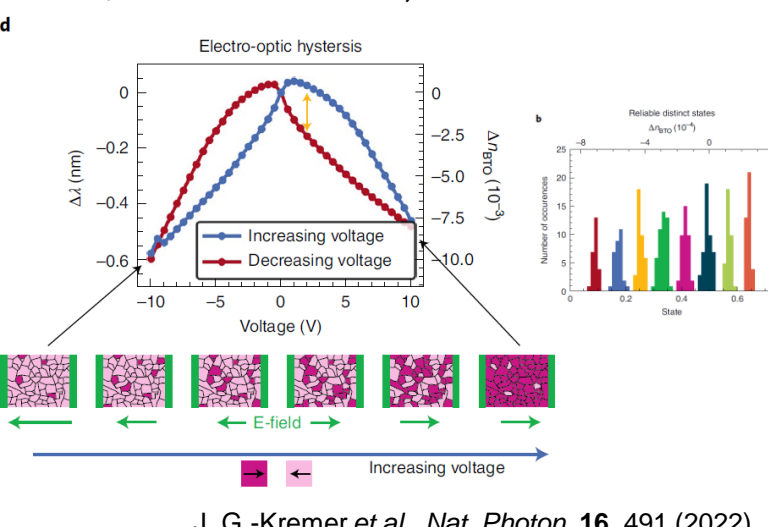 d
Electro-optic hystersis
Δλ (nm)
0
−0.2
−0.4
−0.6
0
−2.5
−5.0
−7.5
−10.0
Δn_BTO (10⁻³)
Increasing voltage
Decreasing voltage
−10 −5 0 5 10
Voltage (V)
b
Reliable distinct states
Δn_BTO (10⁻⁴)
−8 −4 0
Number of occurences
25
20
15
10
5
0
0 0.2 0.4 0.6
State
E-field
Increasing voltage
J. G.-Kremer et al., Nat. Photon. 16, 491 (2022)